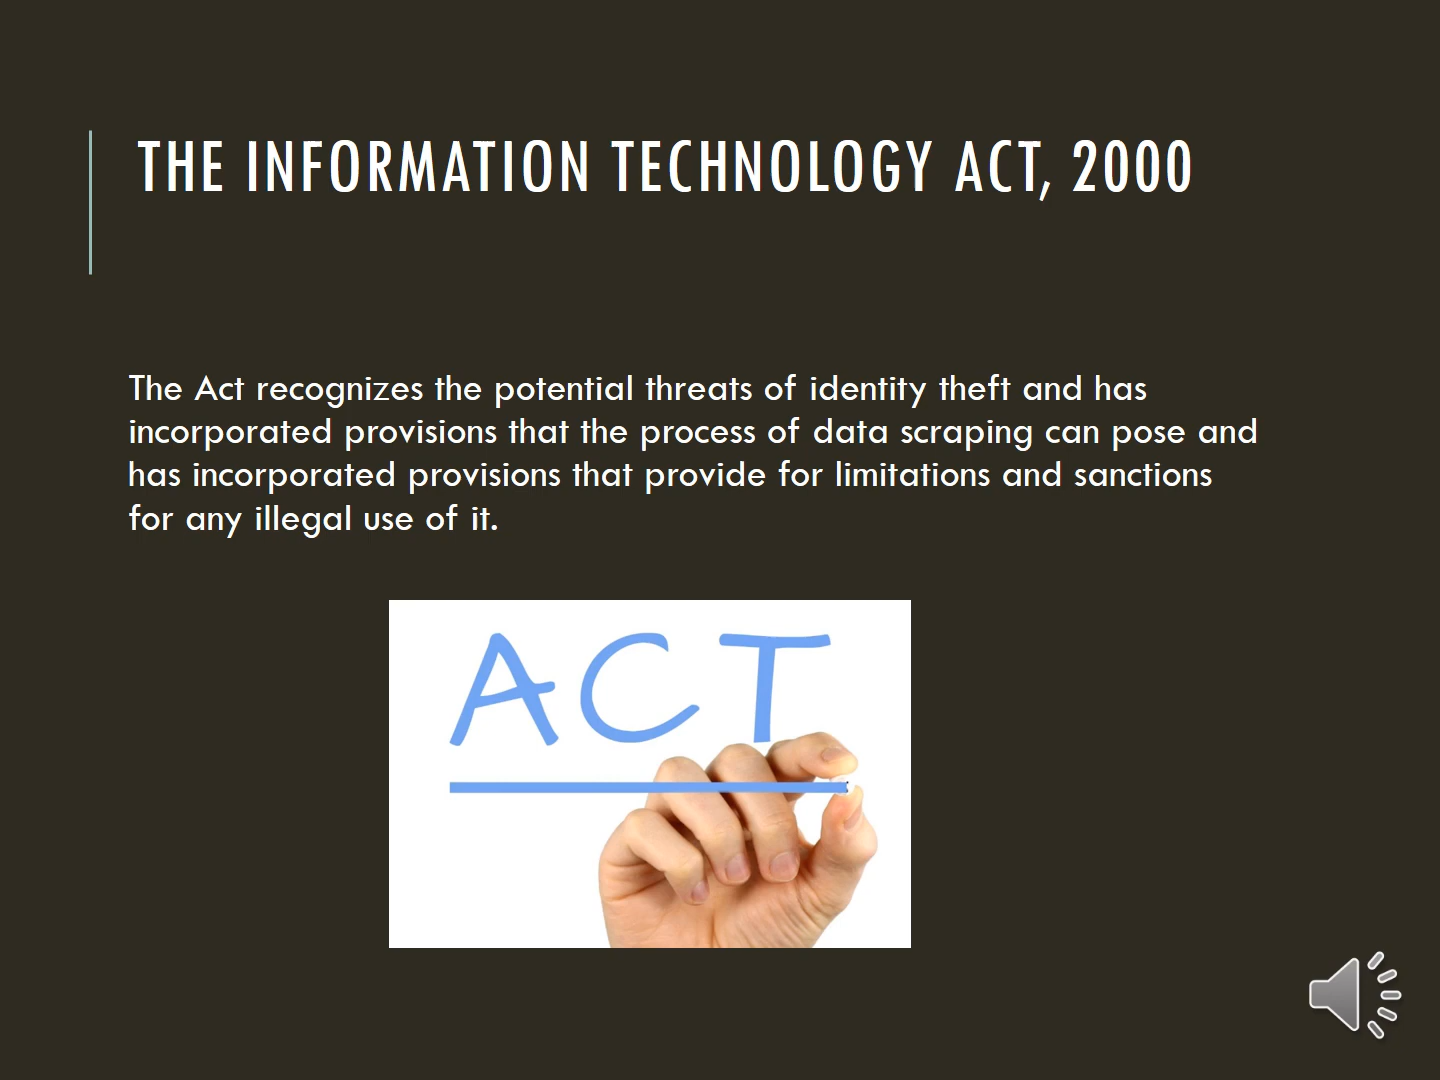 THE INFORMATION TECHNOLOGY ACT, 2000
The Act recognizes the potential threats of identity theft and has
incorporated provisions that the process of data scraping can pose and
has incorporated provisions that provide for limitations and sanctions
for any illegal use of it.
ACT